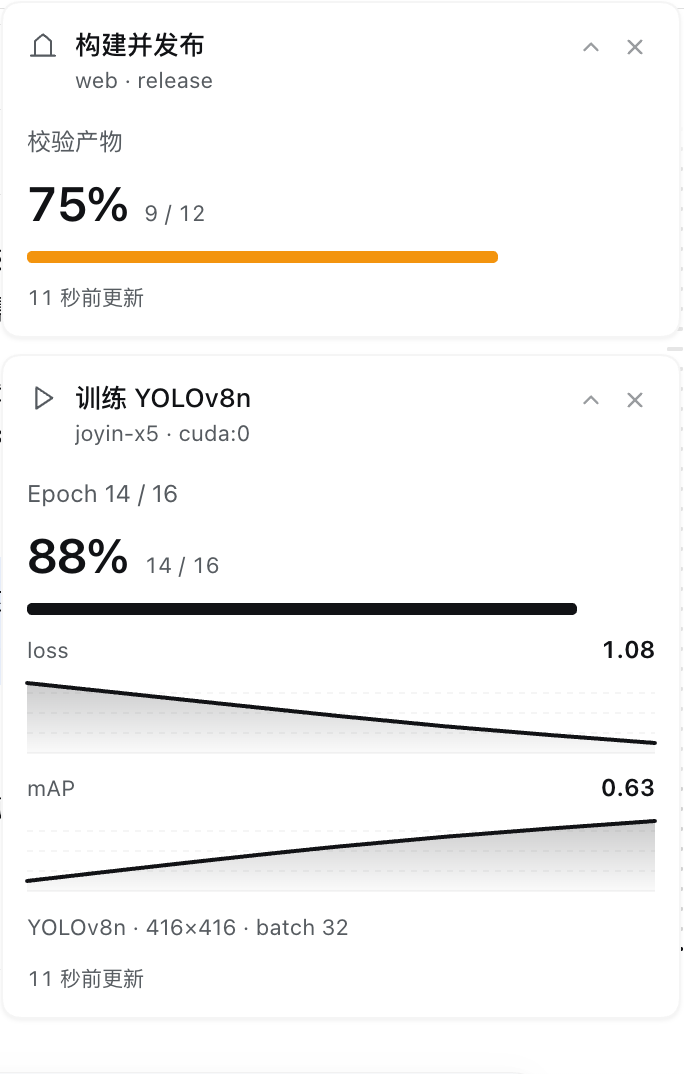 构建并发布
web · release
校验产物
75% 9 / 12
11 秒前更新
训练 YOLOv8n
joyin-x5 · cuda:0
Epoch 14 / 16
88% 14 / 16
loss 1.08
mAP 0.63
YOLOv8n · 416×416 · batch 32
11 秒前更新